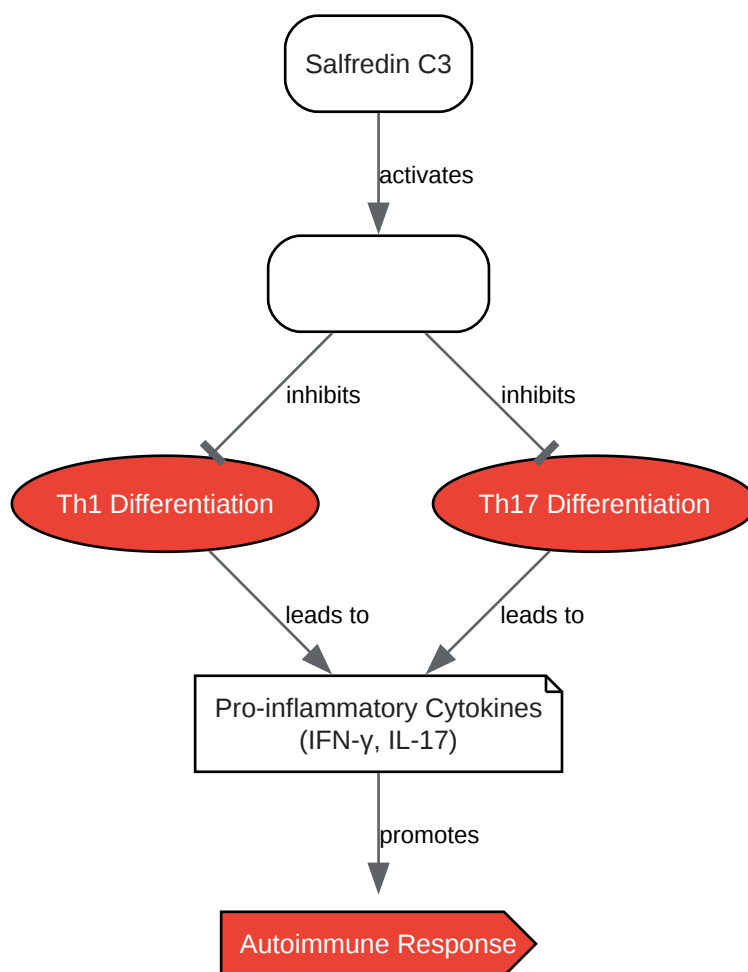 Salfredin C3
activates
inhibits
inhibits
Th1 Differentiation
Th17 Differentiation
leads to
leads to
Pro-inflammatory Cytokines
(IFN-γ, IL-17)
promotes
Autoimmune Response